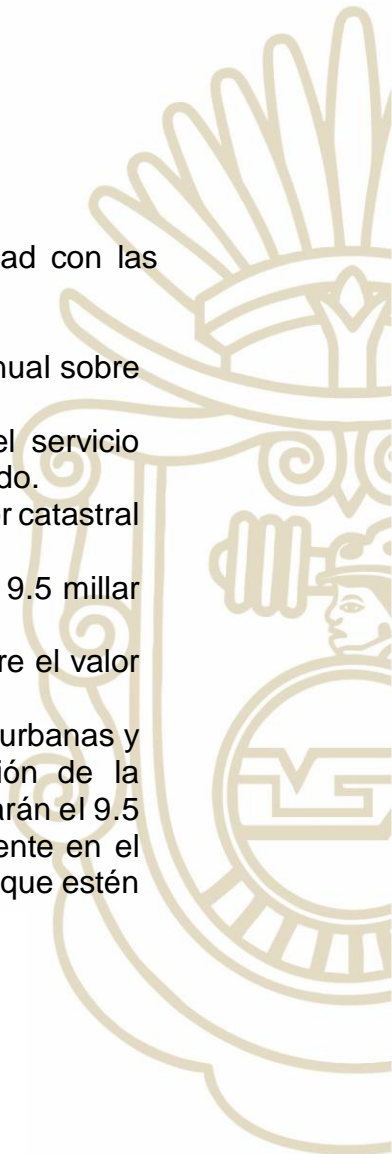 ad con las
nual sobre
el servicio
do.
r catastral
9.5 millar
re el valor
urbanas y
ión de la
arán el 9.5
ente en el
que estén